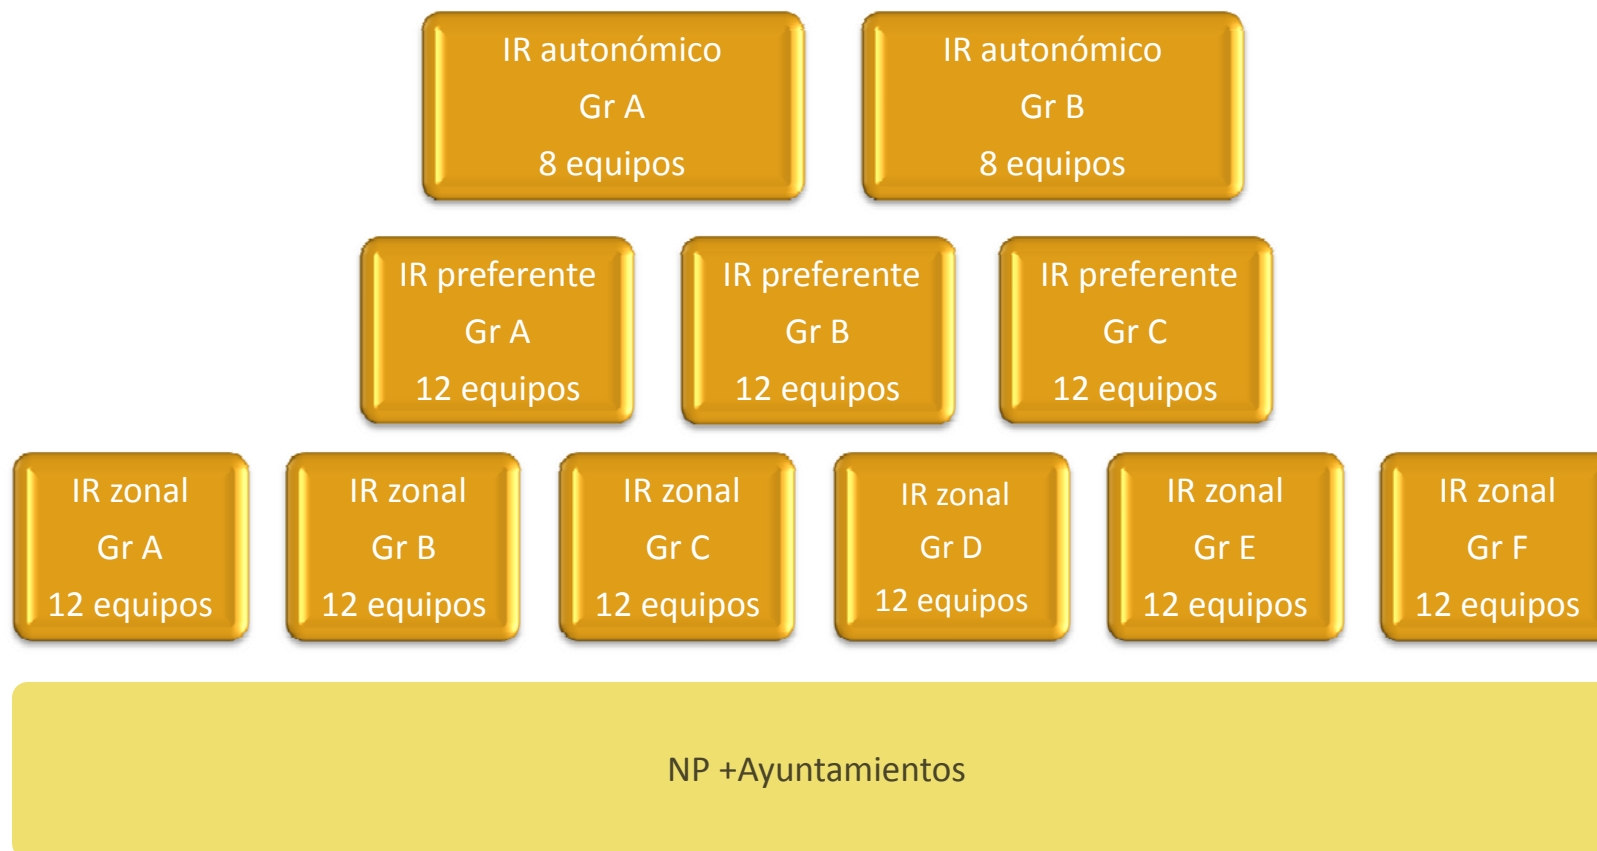 IR autonómico
Gr A
8 equipos
IR autonómico
Gr B
8 equipos
IR preferente
Gr A
12 equipos
IR preferente
Gr B
12 equipos
IR preferente
Gr C
12 equipos
IR zonal
Gr A
12 equipos
IR zonal
Gr B
12 equipos
IR zonal
Gr C
12 equipos
IR zonal
Gr D
12 equipos
IR zonal
Gr E
12 equipos
IR zonal
Gr F
12 equipos
NP +Ayuntamientos